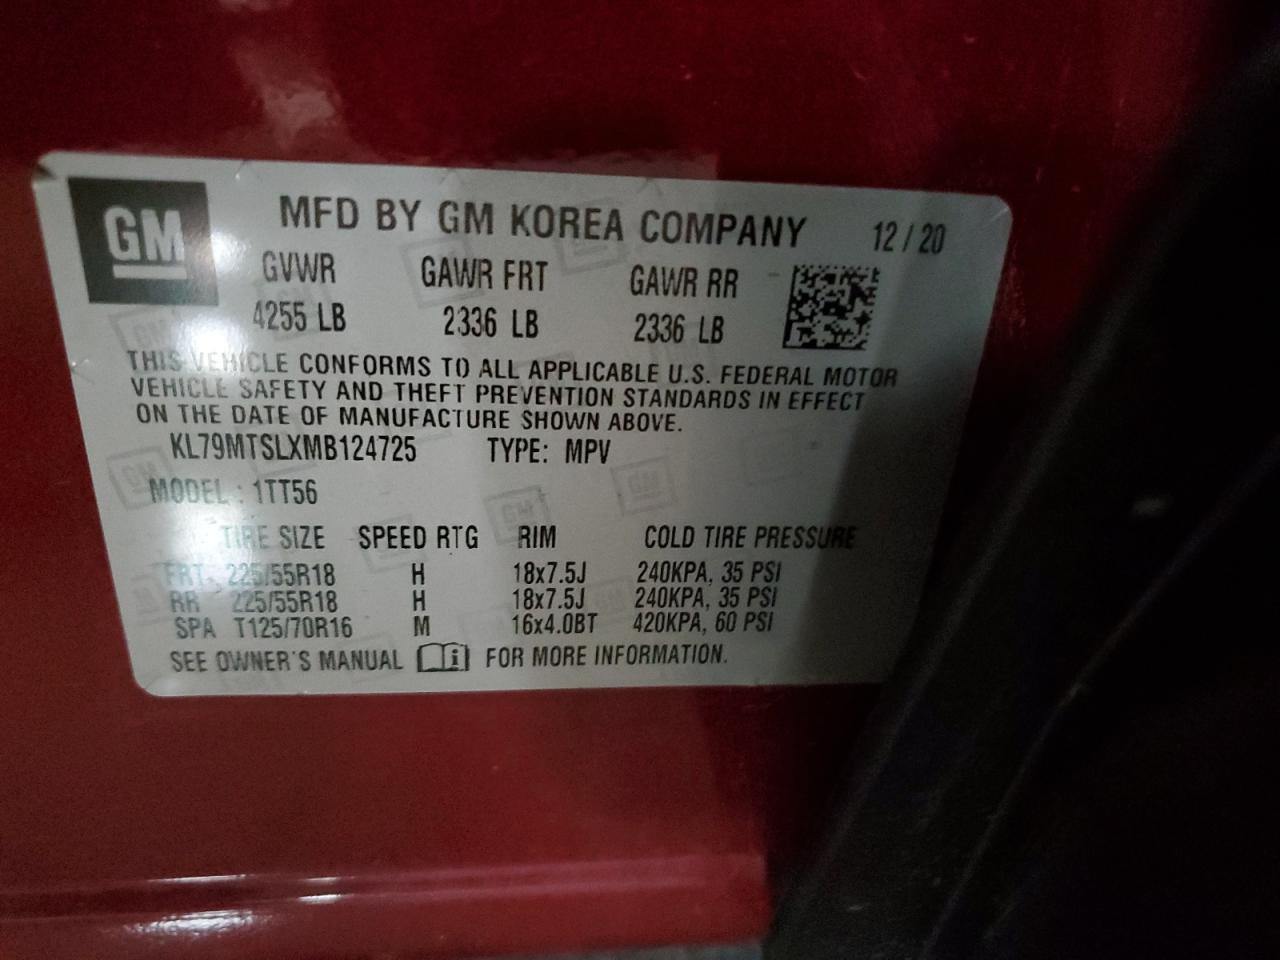 GM
MFD BY GM KOREA COMPANY 12/20
GVWR GAWR FRT GAWR RR
4255 LB 2336 LB 2336 LB
THIS VEHICLE CONFORMS TO ALL APPLICABLE U.S. FEDERAL MOTOR
VEHICLE SAFETY AND THEFT PREVENTION STANDARDS IN EFFECT
ON THE DATE OF MANUFACTURE SHOWN ABOVE.
KL79MTSLXMB124725 TYPE: MPV
MODEL : 1TT56
TIRE SIZE SPEED RTG RIM COLD TIRE PRESSURE
FRT 225/55R18 H 18x7.5J 240KPA, 35 PSI
RR 225/55R18 H 18x7.5J 240KPA, 35 PSI
SPA T125/70R16 M 16x4.0BT 420KPA, 60 PSI
SEE OWNER'S MANUAL FOR MORE INFORMATION.